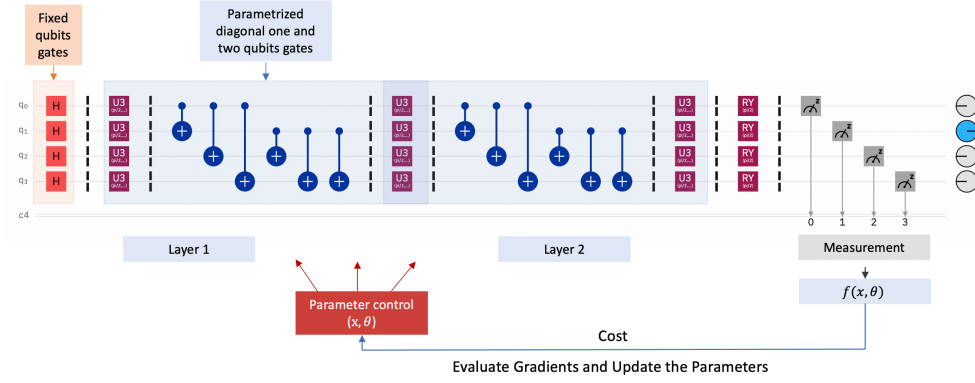 Fixed
qubits
gates
Parametrized
diagonal one and
two qubits gates
q0 H U3 U3 U3 RY z
q1 H U3 U3 U3 RY z
q2 H U3 U3 U3 RY z
q3 H U3 U3 U3 RY z
c4 0 1 2 3
Layer 1 Layer 2 Measurement
Parameter control
(x, θ)
f(x, θ)
Cost
Evaluate Gradients and Update the Parameters